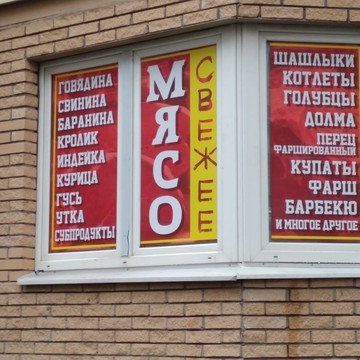 ГОВЯДИНА
СВИНИНА
БАРАНИНА
КРОЛИК
ИНДЕЙКА
КУРИЦА
ГУСЬ
УТКА
СУБПРОДУКТЫ
МЯСО
СВЕЖЕЕ
ШАШЛЫКИ
КОТЛЕТЫ
ГОЛУБЦЫ
ДОЛМА
ПЕРЕЦ
ФАРШИРОВАННЫЙ
КУПАТЫ
ФАРШ
БАРБЕКЮ
И МНОГОЕ ДРУГОЕ